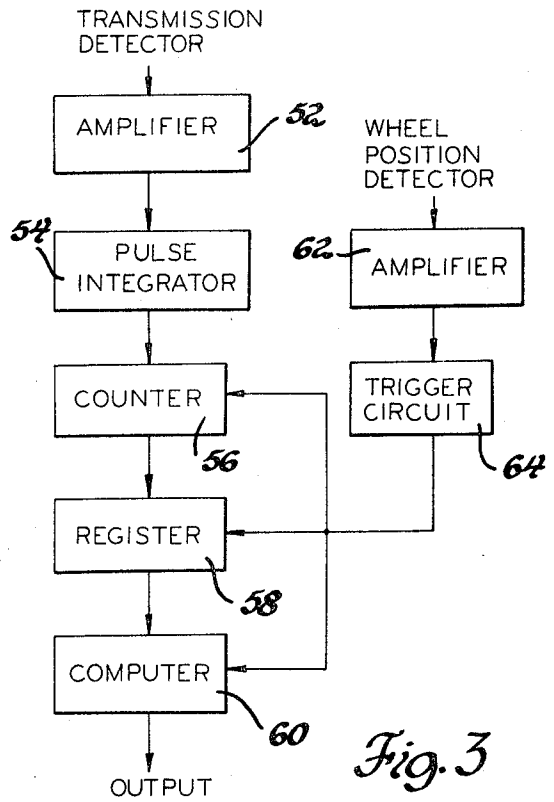 TRANSMISSION
DETECTOR
AMPLIFIER
52
WHEEL
POSITION
DETECTOR
54
PULSE
INTEGRATOR
62
AMPLIFIER
COUNTER
56
TRIGGER
CIRCUIT
64
REGISTER
58
COMPUTER
60
OUTPUT
Fig. 3